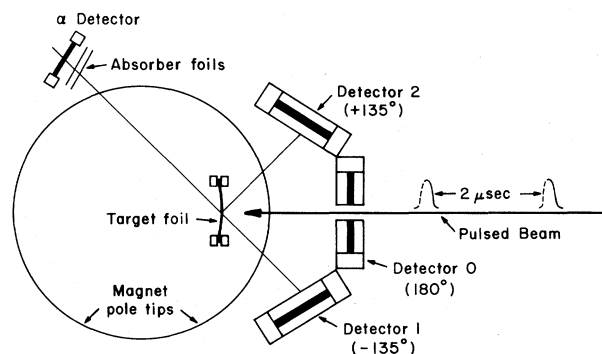 α Detector
Absorber foils
Detector 2
(+135°)
2 μsec
Target foil
Pulsed Beam
Detector 0
(180°)
Magnet
pole tips
Detector 1
(-135°)